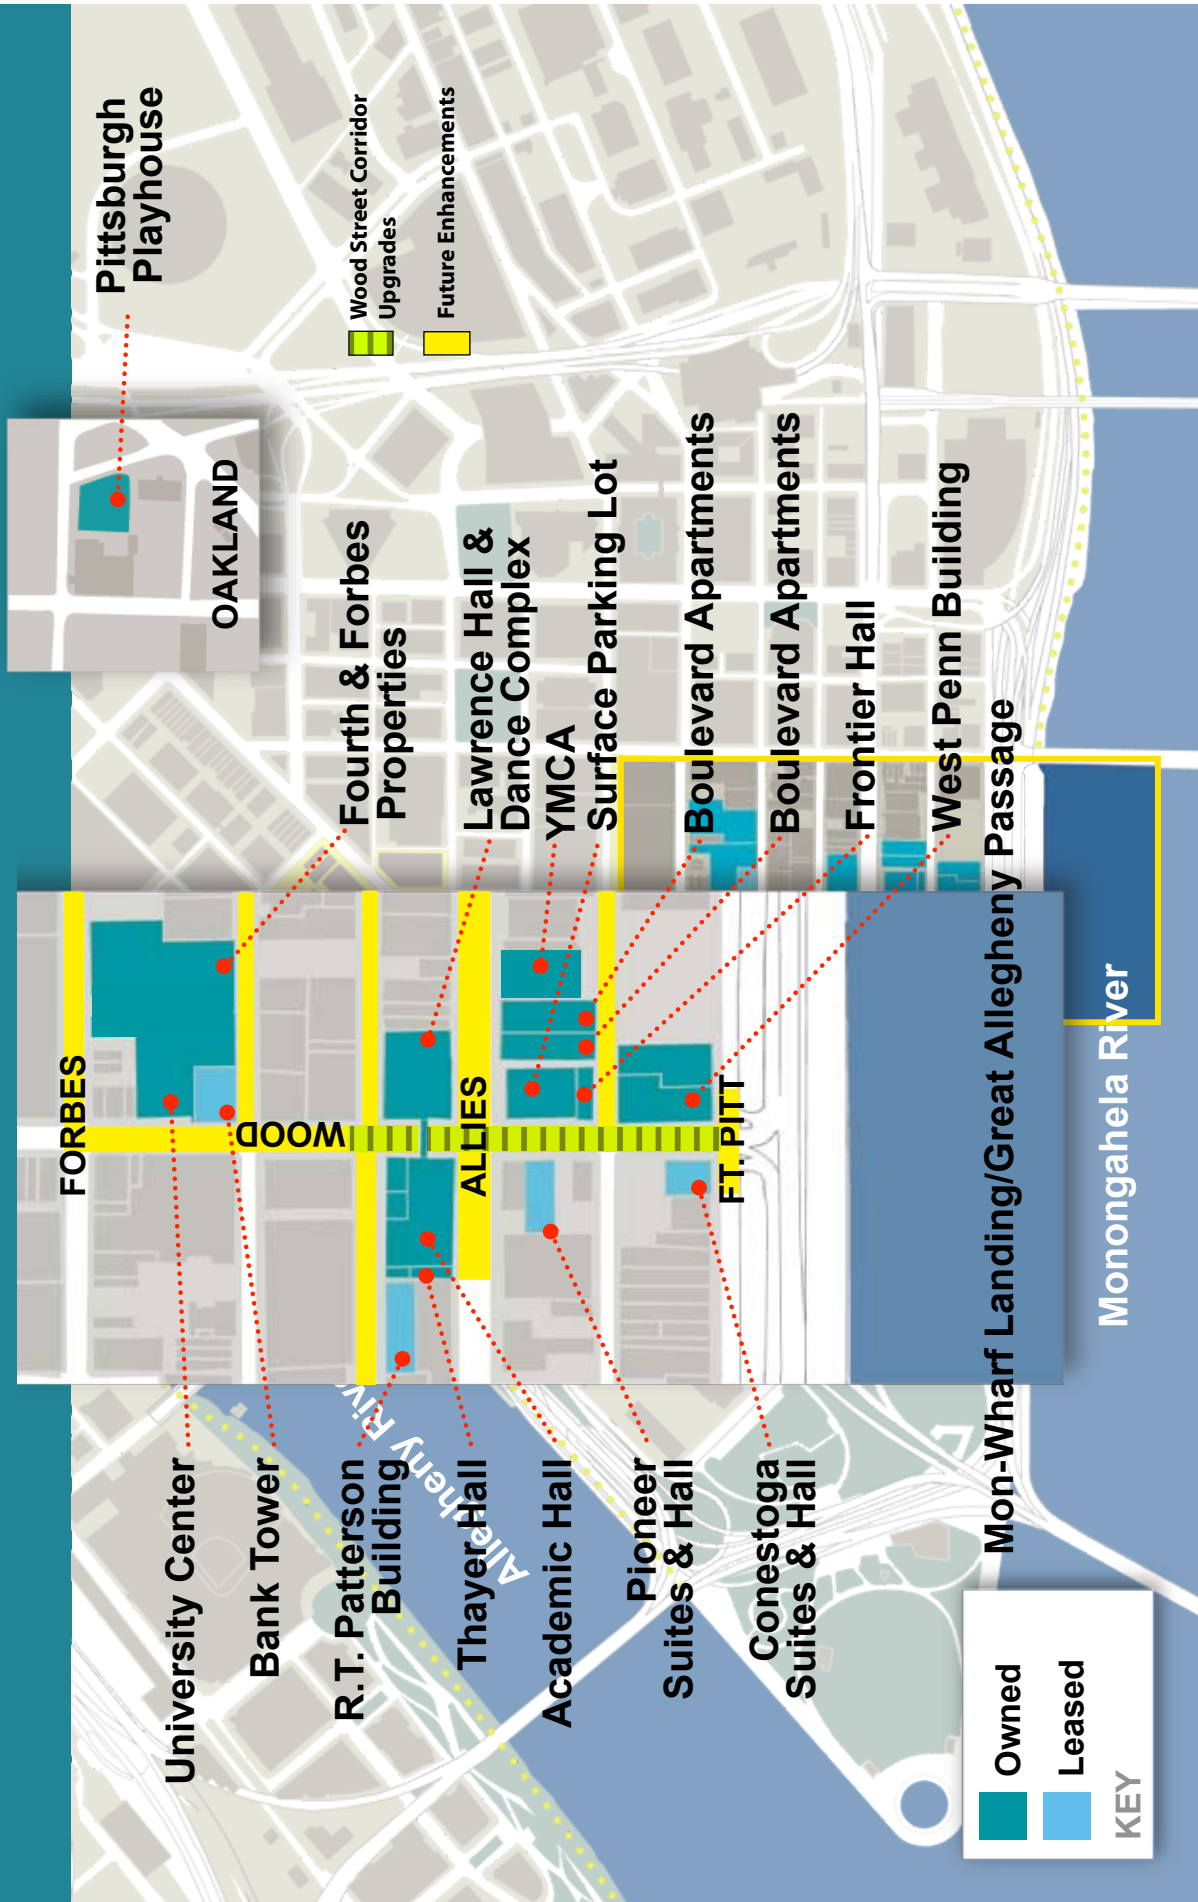 Pittsburgh
Playhouse
Wood Street Corridor
Upgrades
Future Enhancements
OAKLAND
Fourth & Forbes
Properties
Lawrence Hall &
Dance Complex
YMCA
Surface Parking Lot
Boulevard Apartments
Boulevard Apartments
Frontier Hall
West Penn Building
Mon-Wharf Landing/Great Allegheny Passage
FORBES
WOOD
ALLIES
FT. PITT
Monongahela River
University Center
Bank Tower
R.T. Patterson
Building
Allegheny Rive
Thayer Hall
Academic Hall
Pioneer
Suites & Hall
Conestoga
Suites & Hall
Owned
Leased
KEY